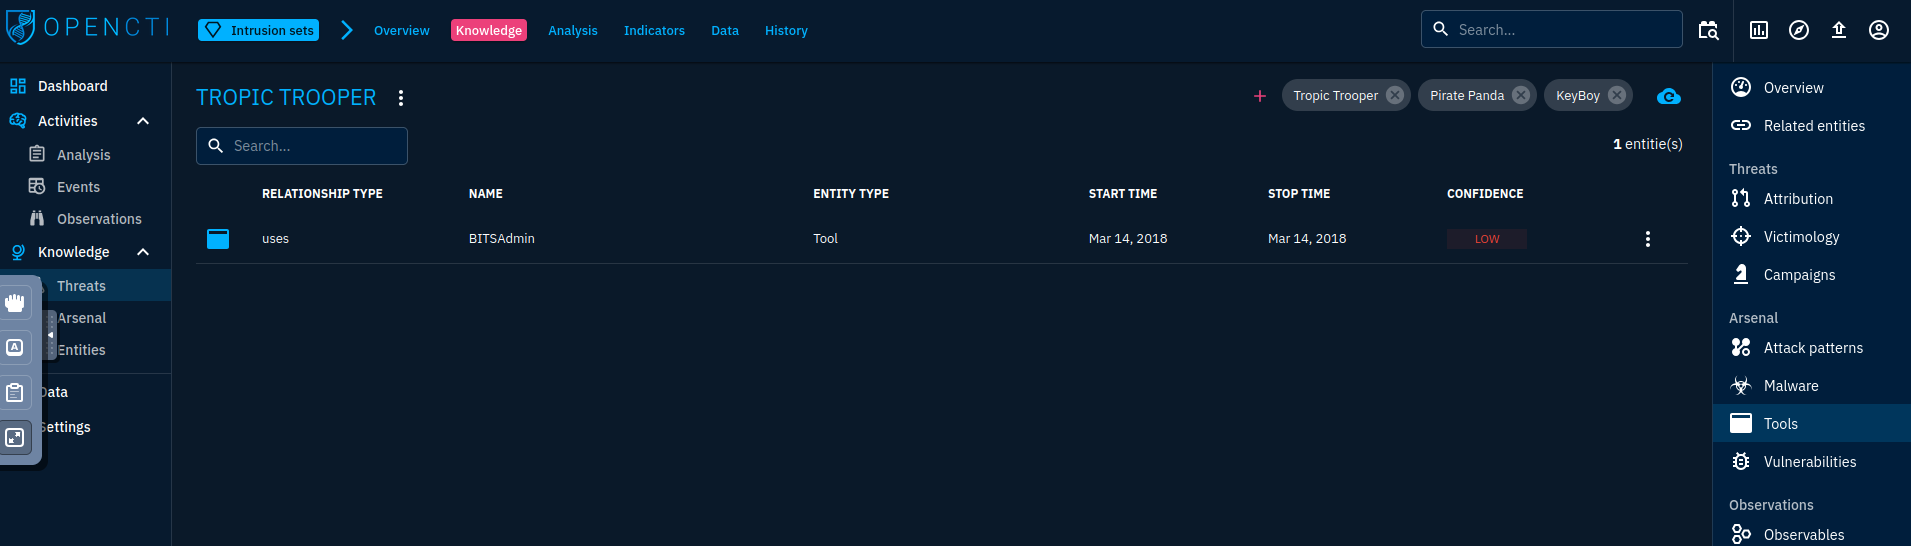 OPENCTI
Intrusion sets
Overview
Knowledge
Analysis
Indicators
Data
History
Search...
Dashboard
Activities
Analysis
Events
Observations
Knowledge
Threats
Arsenal
Entities
Data
Settings
TROPIC TROOPER
Tropic Trooper
Pirate Panda
KeyBoy
Search...
1 entitie(s)
RELATIONSHIP TYPE NAME ENTITY TYPE START TIME STOP TIME CONFIDENCE
uses BITSAdmin Tool Mar 14, 2018 Mar 14, 2018 LOW
Overview
Related entities
Threats
Attribution
Victimology
Campaigns
Arsenal
Attack patterns
Malware
Tools
Vulnerabilities
Observations
Observables
A